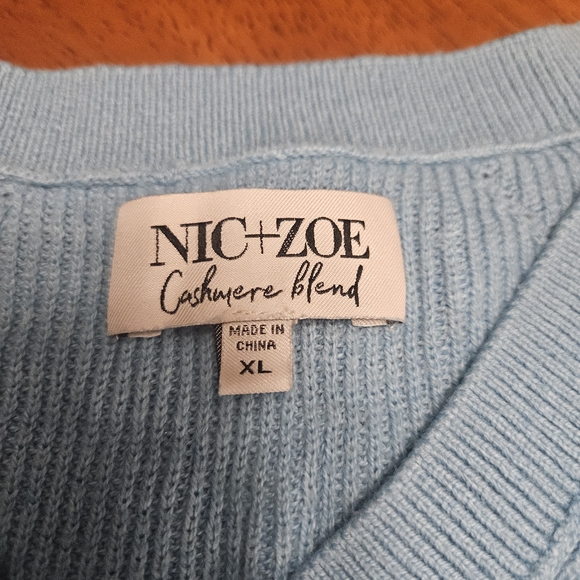 NIC+ZOE
Cashmere blend
MADE IN
CHINA
XL